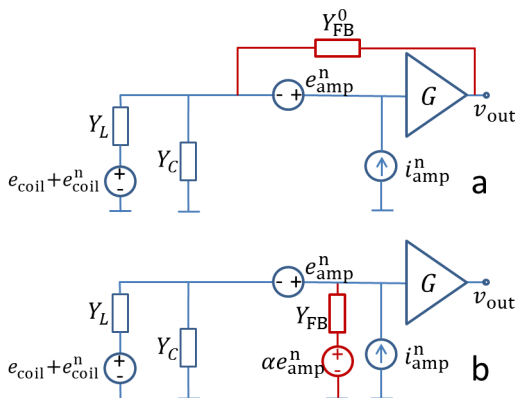 Y_FB^0
e_amp^n
G
Y_L
v_out
Y_C
e_coil+e_coil^n
+
-
- +
i_amp^n
a
e_amp^n
G
Y_L
Y_FB
v_out
Y_C
e_coil+e_coil^n
+
-
- +
αe_amp^n
+
-
i_amp^n
b